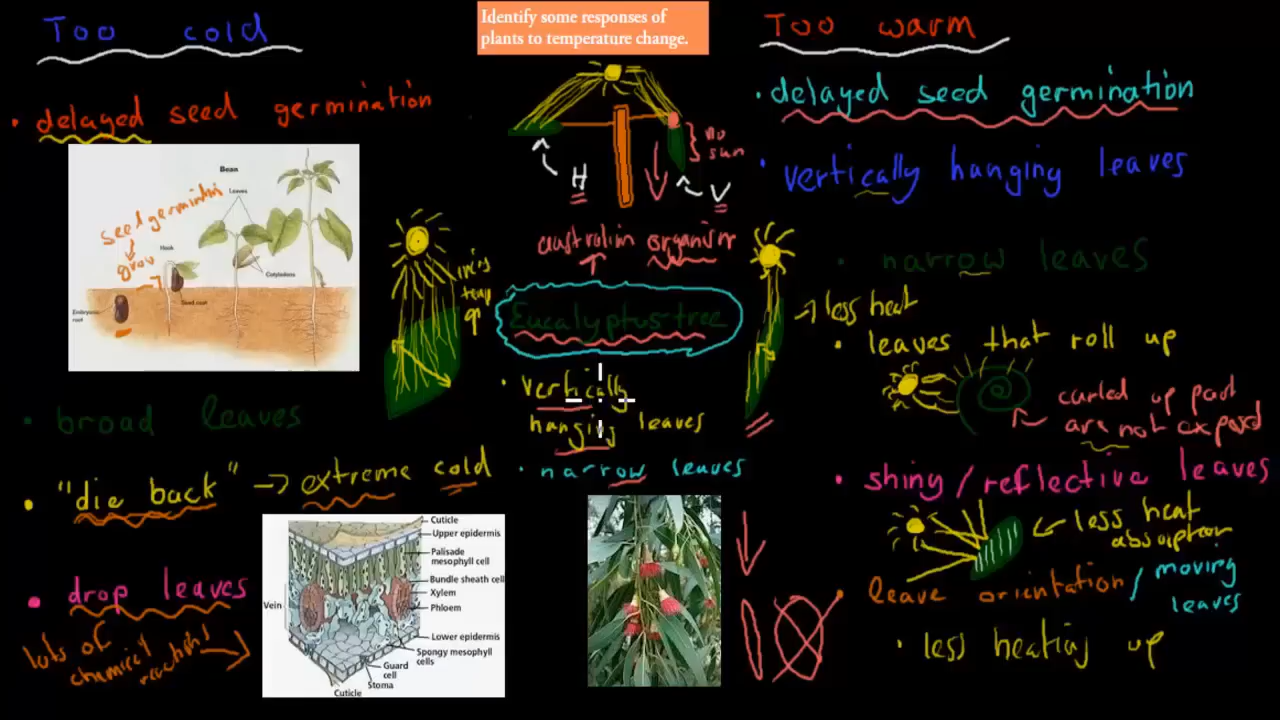 Too cold
Identify some responses of
plants to temperature change.
Too warm
• delayed seed germination
Bean
Leaves
Hook
Cotyledons
Seed coat
Embryonic
root
seed germination
grow
• broad leaves
• "die back" → extreme cold
• drop leaves
lots of
chemical
reactions
Cuticle
Upper epidermis
Palisade
mesophyll cell
Bundle sheath cell
Xylem
Phloem
Vein
Lower epidermis
Spongy mesophyll
cells
Guard
cell
Stoma
Cuticle
H
V
no
sun
australian organism
Eucalyptus tree
• vertically
hanging leaves
• narrow leaves
temp
• delayed seed germination
• vertically hanging leaves
• narrow leaves
→ less heat
• leaves that roll up
curled up part
are not exposed
• shiny/reflective leaves
less heat
absorption
• leave orientation/moving
leaves
• less heating up